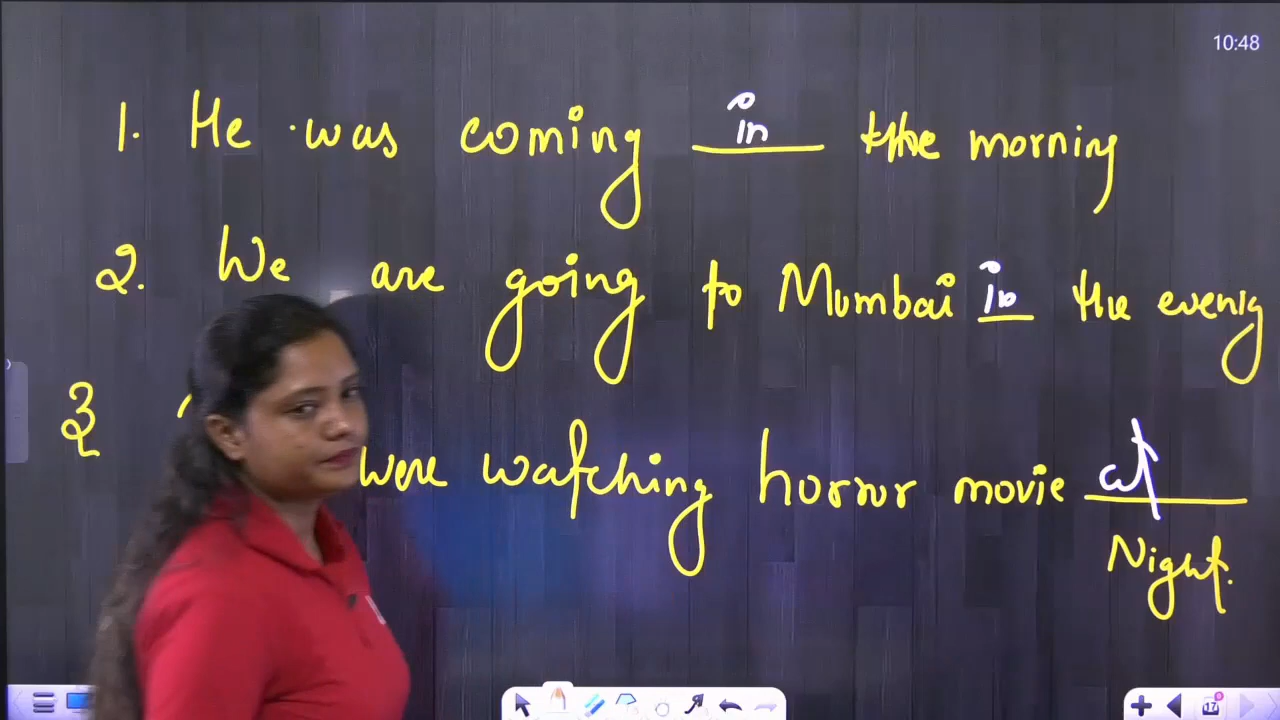 10:48
1. He was coming in the morning
2. We are going to Mumbai in the evenig
3 were watching horror movie at
Night.
17